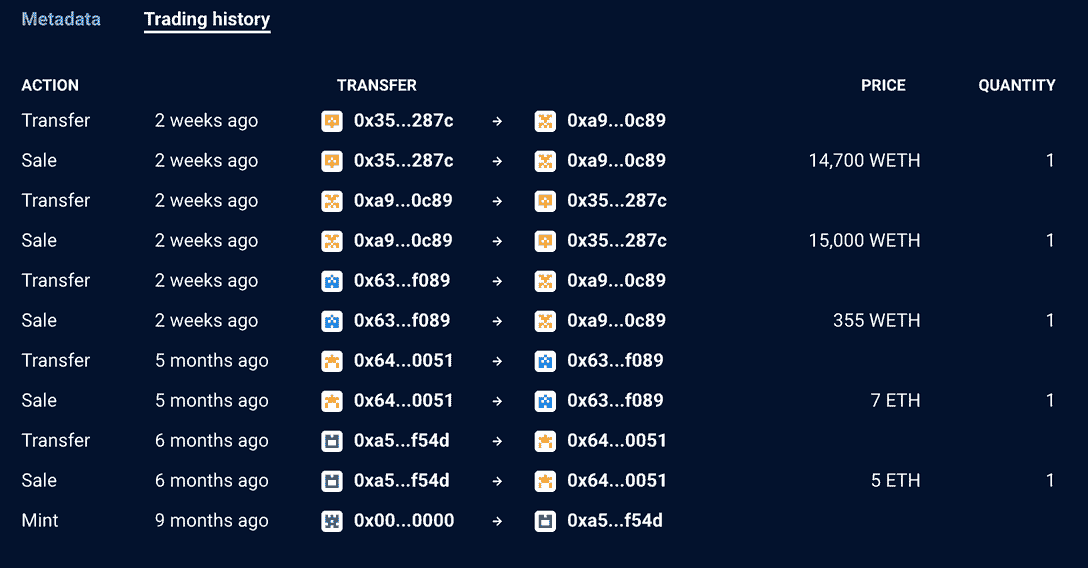 Metadata Trading history
ACTION TRANSFER PRICE QUANTITY
Transfer 2 weeks ago 0x35...287c → 0xa9...0c89
Sale 2 weeks ago 0x35...287c → 0xa9...0c89 14,700 WETH 1
Transfer 2 weeks ago 0xa9...0c89 → 0x35...287c
Sale 2 weeks ago 0xa9...0c89 → 0x35...287c 15,000 WETH 1
Transfer 2 weeks ago 0x63...f089 → 0xa9...0c89
Sale 2 weeks ago 0x63...f089 → 0xa9...0c89 355 WETH 1
Transfer 5 months ago 0x64...0051 → 0x63...f089
Sale 5 months ago 0x64...0051 → 0x63...f089 7 ETH 1
Transfer 6 months ago 0xa5...f54d → 0x64...0051
Sale 6 months ago 0xa5...f54d → 0x64...0051 5 ETH 1
Mint 9 months ago 0x00...0000 → 0xa5...f54d